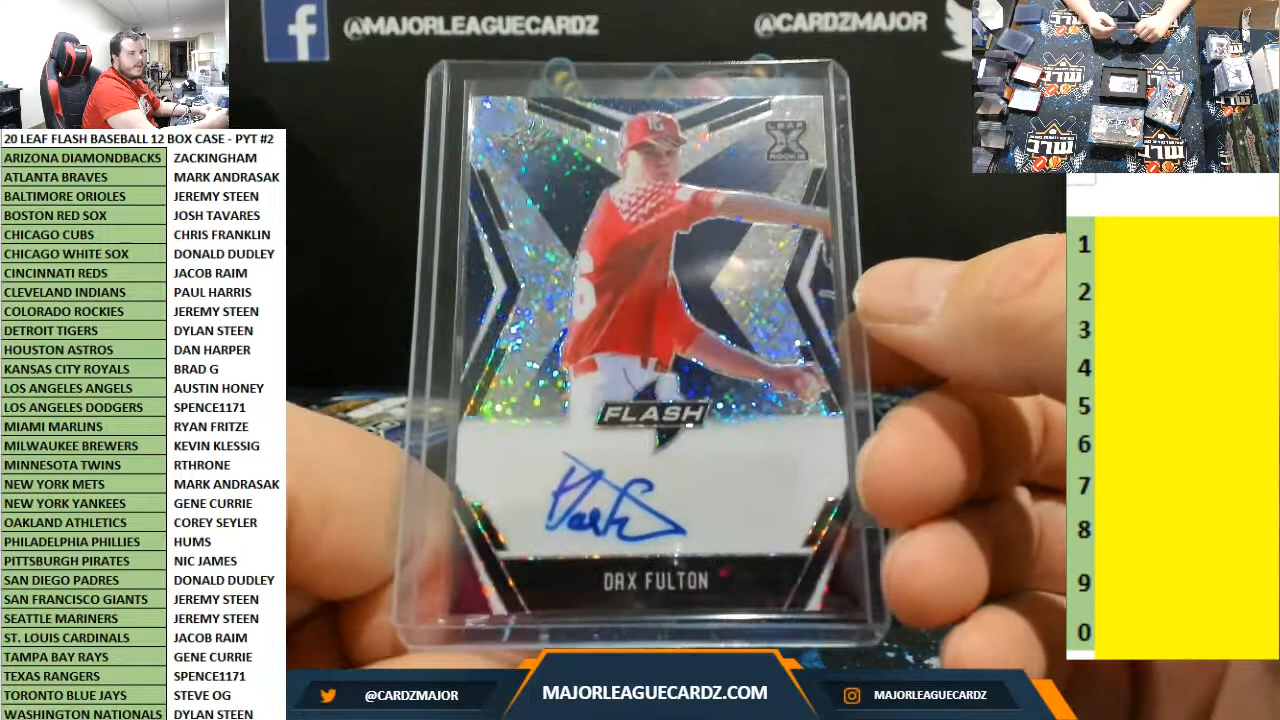 @MAJORLEAGUECARDZ
@CARDZMAJOR
20 LEAF FLASH BASEBALL 12 BOX CASE - PYT #2
ARIZONA DIAMONDBACKS ZACKINGHAM
ATLANTA BRAVES MARK ANDRASAK
BALTIMORE ORIOLES JEREMY STEEN
BOSTON RED SOX JOSH TAVARES
CHICAGO CUBS CHRIS FRANKLIN
CHICAGO WHITE SOX DONALD DUDLEY
CINCINNATI REDS JACOB RAIM
CLEVELAND INDIANS PAUL HARRIS
COLORADO ROCKIES JEREMY STEEN
DETROIT TIGERS DYLAN STEEN
HOUSTON ASTROS DAN HARPER
KANSAS CITY ROYALS BRAD G
LOS ANGELES ANGELS AUSTIN HONEY
LOS ANGELES DODGERS SPENCE1171
MIAMI MARLINS RYAN FRITZE
MILWAUKEE BREWERS KEVIN KLESSIG
MINNESOTA TWINS RTHRONE
NEW YORK METS MARK ANDRASAK
NEW YORK YANKEES GENE CURRIE
OAKLAND ATHLETICS COREY SEYLER
PHILADELPHIA PHILLIES HUMS
PITTSBURGH PIRATES NIC JAMES
SAN DIEGO PADRES DONALD DUDLEY
SAN FRANCISCO GIANTS JEREMY STEEN
SEATTLE MARINERS JEREMY STEEN
ST. LOUIS CARDINALS JACOB RAIM
TAMPA BAY RAYS GENE CURRIE
TEXAS RANGERS SPENCE1171
TORONTO BLUE JAYS STEVE OG
WASHINGTON NATIONALS DYLAN STEEN
LEAF
X
ROOKIE
FLASH
DAX FULTON
1
2
3
4
5
6
7
8
9
0
@CARDZMAJOR
MAJORLEAGUECARDZ.COM
MAJORLEAGUECARDZ